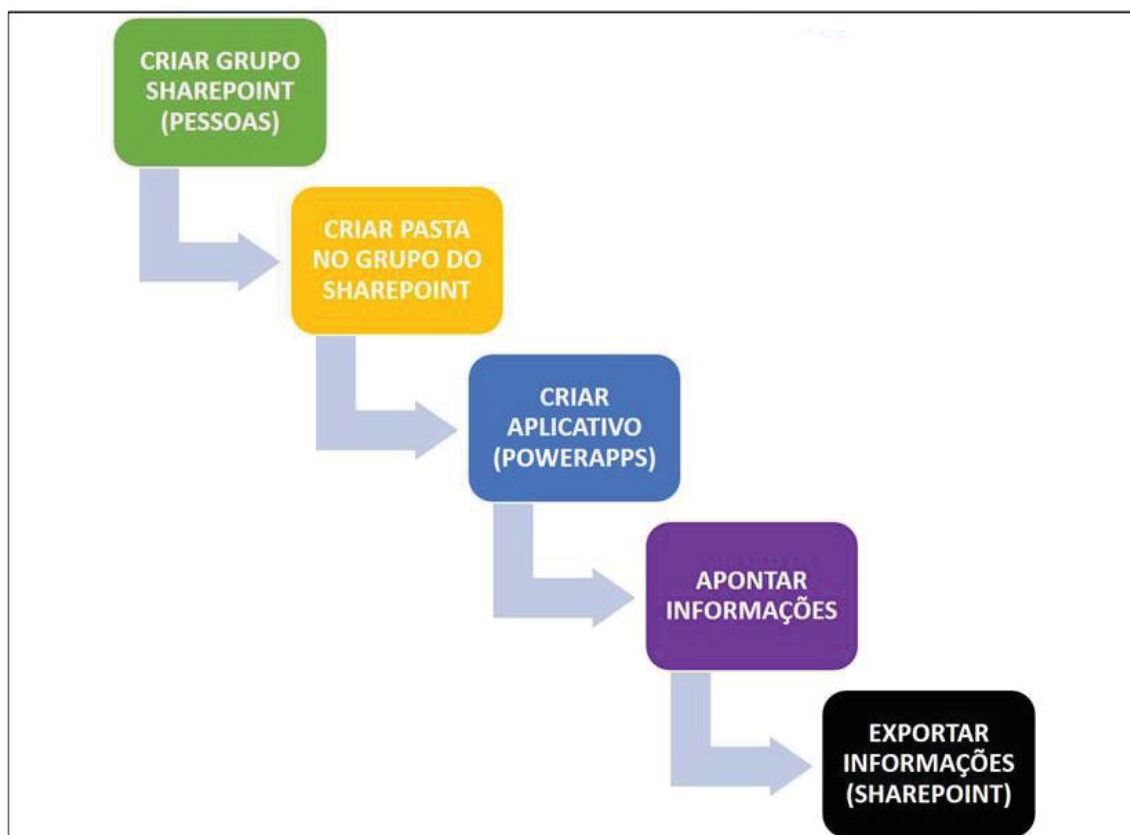 CRIAR GRUPO
SHAREPOINT
(PESSOAS)
CRIAR PASTA
NO GRUPO DO
SHAREPOINT
CRIAR
APLICATIVO
(POWERAPPS)
APONTAR
INFORMAÇÕES
EXPORTAR
INFORMAÇÕES
(SHAREPOINT)